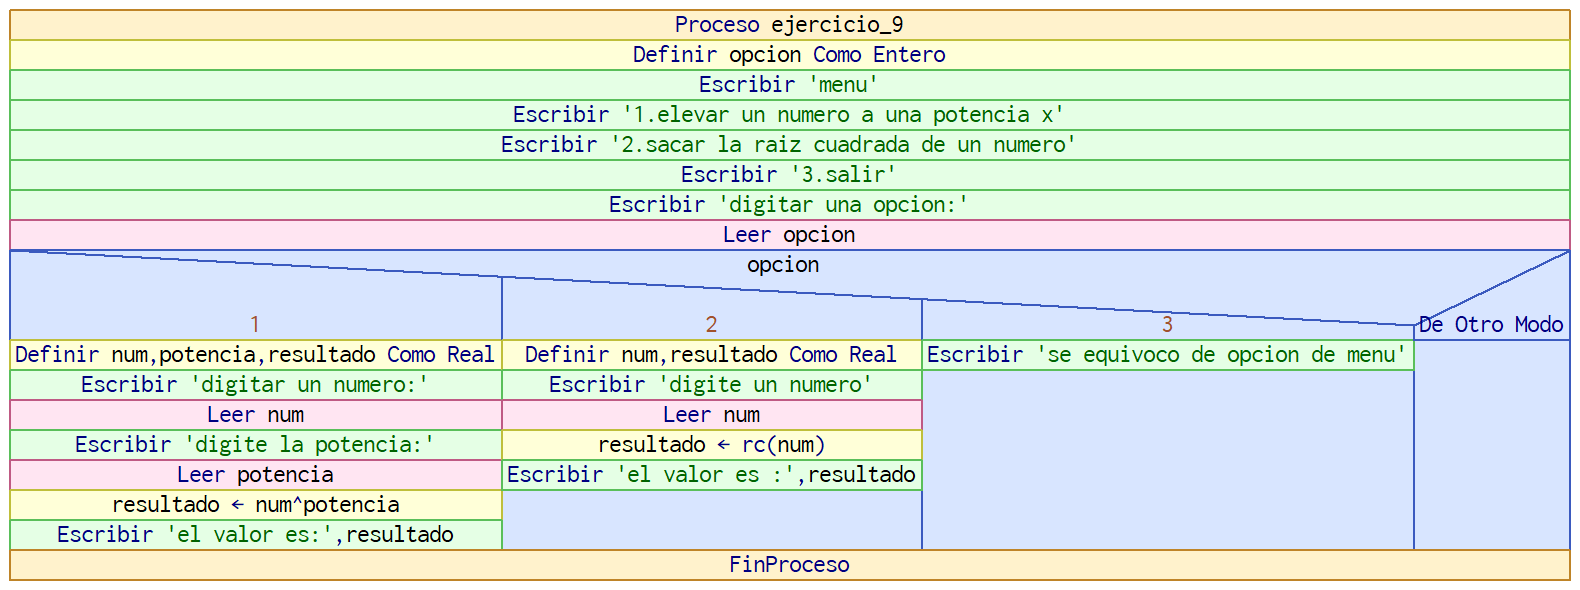 Proceso ejercicio_9
Definir opcion Como Entero
Escribir 'menu'
Escribir '1.elevar un numero a una potencia x'
Escribir '2.sacar la raiz cuadrada de un numero'
Escribir '3.salir'
Escribir 'digitar una opcion:'
Leer opcion
opcion
1
Definir num,potencia,resultado Como Real
Escribir 'digitar un numero:'
Leer num
Escribir 'digite la potencia:'
Leer potencia
resultado ← num^potencia
Escribir 'el valor es:',resultado
2
Definir num,resultado Como Real
Escribir 'digite un numero'
Leer num
resultado ← rc(num)
Escribir 'el valor es :',resultado
3
Escribir 'se equivoco de opcion de menu'
De Otro Modo
FinProceso